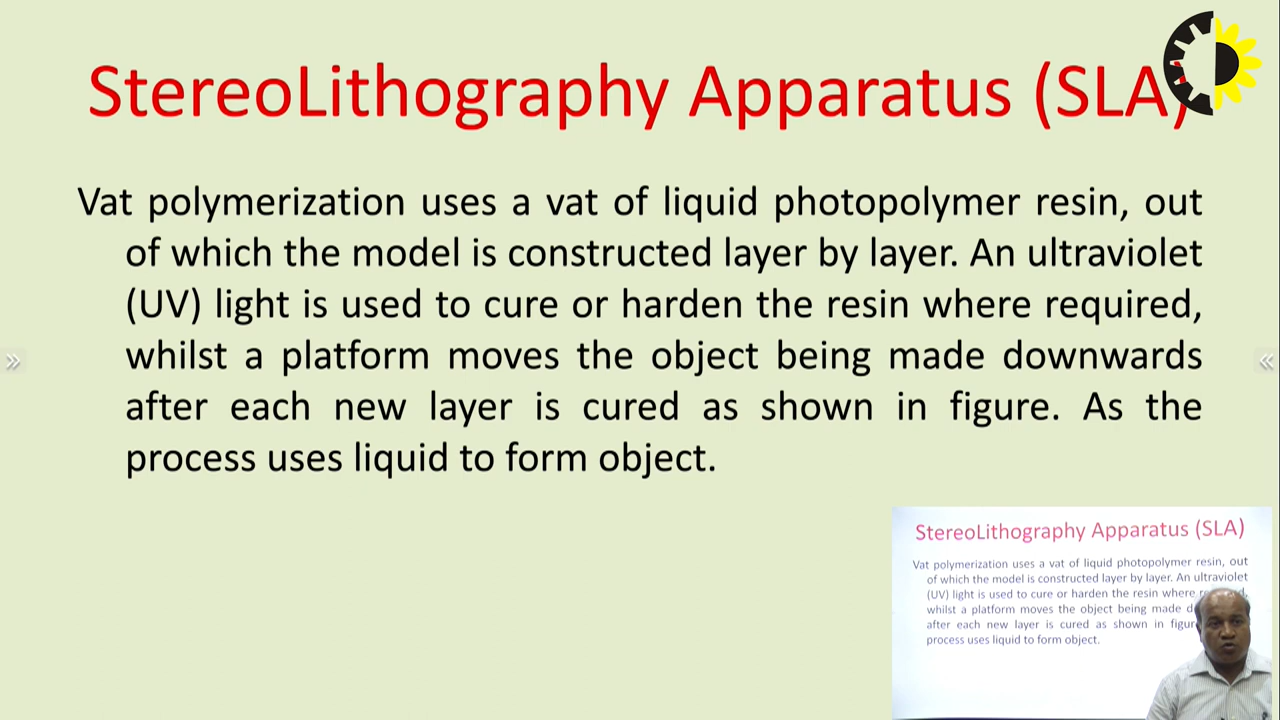 StereoLithography Apparatus (SLA)
Vat polymerization uses a vat of liquid photopolymer resin, out
of which the model is constructed layer by layer. An ultraviolet
(UV) light is used to cure or harden the resin where required,
whilst a platform moves the object being made downwards
after each new layer is cured as shown in figure. As the
process uses liquid to form object.
StereoLithography Apparatus (SLA)
Vat polymerization uses a vat of liquid photopolymer resin, out
of which the model is constructed layer by layer. An ultraviolet
(UV) light is used to cure or harden the resin where
whilst a platform moves the object being made
after each new layer is cured as shown in
process uses liquid to form object.